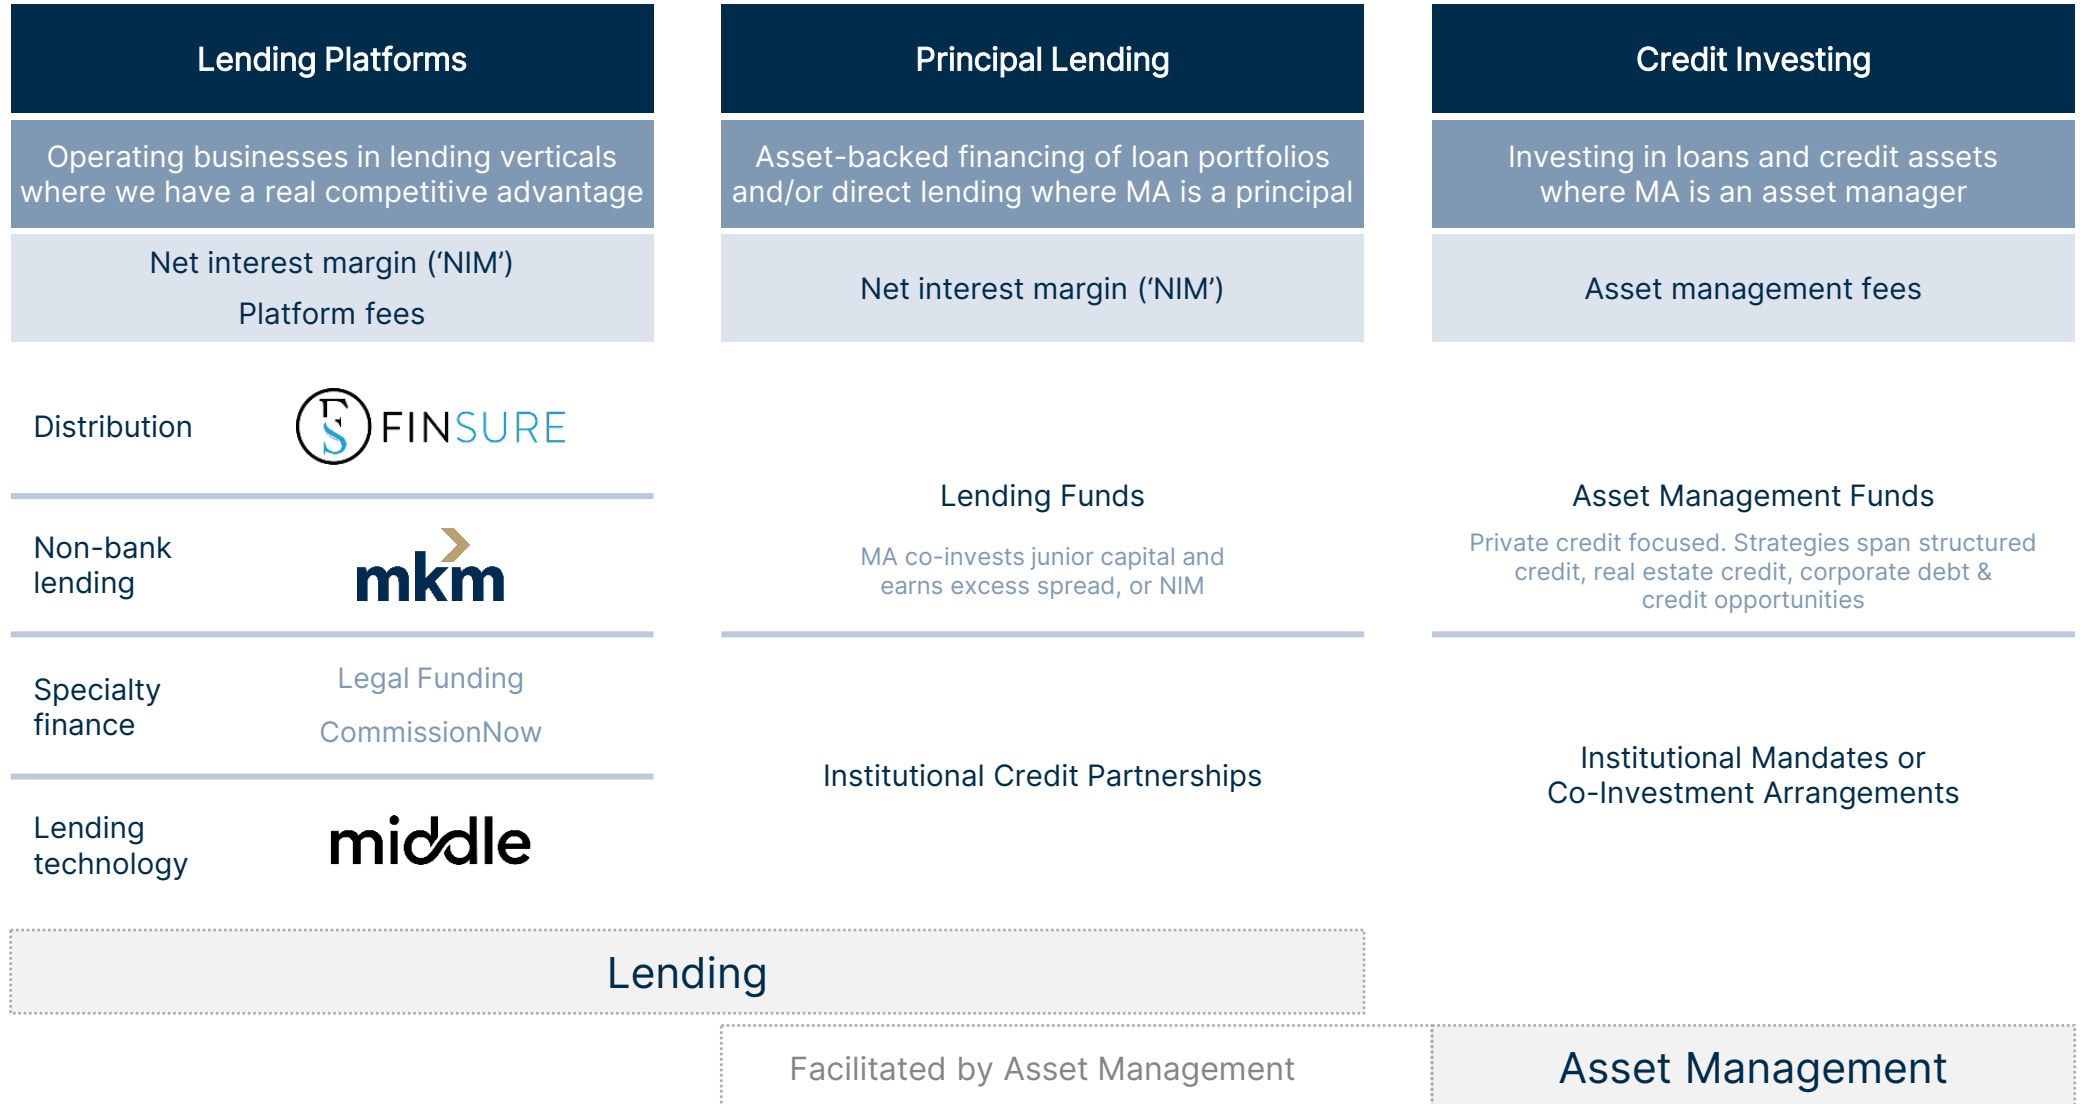 Lending Platforms
Operating businesses in lending verticals
where we have a real competitive advantage
Net interest margin (‘NIM’)
Platform fees
Distribution
FS FINSURE
Non-bank
lending
mkm
Specialty
finance
Legal Funding
CommissionNow
Lending
technology
middle
Principal Lending
Asset-backed financing of loan portfolios
and/or direct lending where MA is a principal
Net interest margin (‘NIM’)
Lending Funds
MA co-invests junior capital and
earns excess spread, or NIM
Institutional Credit Partnerships
Credit Investing
Investing in loans and credit assets
where MA is an asset manager
Asset management fees
Asset Management Funds
Private credit focused. Strategies span structured
credit, real estate credit, corporate debt &
credit opportunities
Institutional Mandates or
Co-Investment Arrangements
Lending
Facilitated by Asset Management
Asset Management